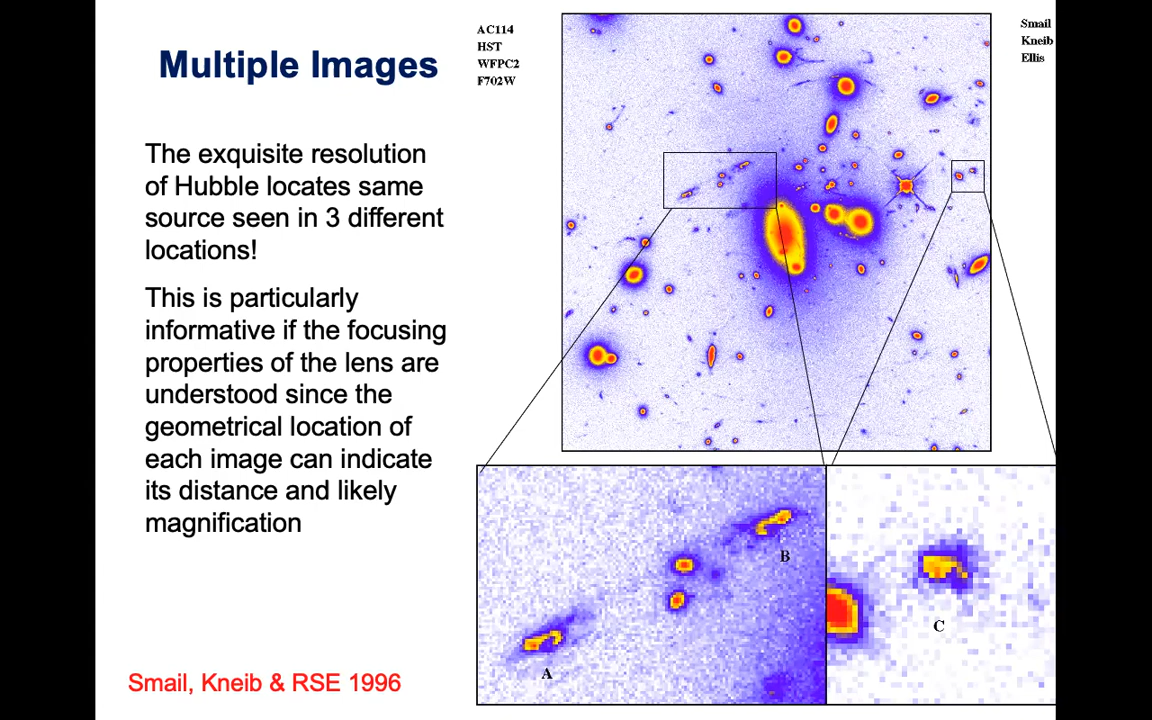 Multiple Images
The exquisite resolution
of Hubble locates same
source seen in 3 different
locations!
This is particularly
informative if the focusing
properties of the lens are
understood since the
geometrical location of
each image can indicate
its distance and likely
magnification
Smail, Kneib & RSE 1996
AC114
HST
WFPC2
F702W
Smail
Kneib
Ellis
A
B
C